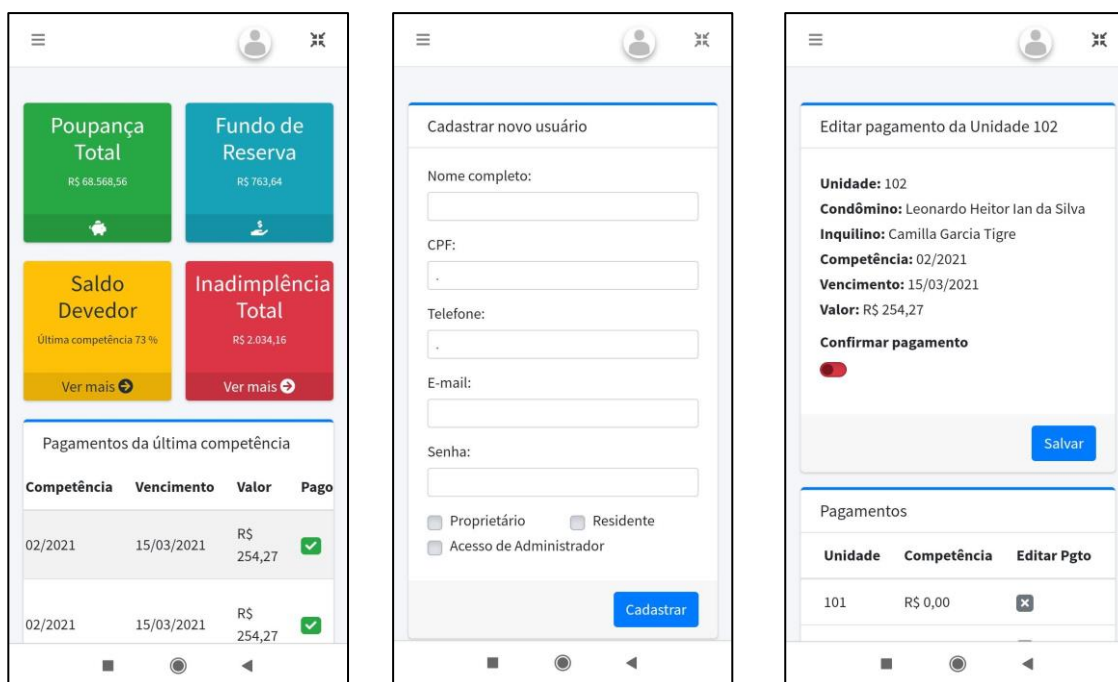 Poupança
Total
R$ 68.568,56
Fundo de
Reserva
R$ 763,64
Saldo
Devedor
Última competência 73 %
Ver mais
Inadimplência
Total
R$ 2.034,16
Ver mais
Pagamentos da última competência
Competência Vencimento Valor Pago
02/2021 15/03/2021 R$ 254,27
02/2021 15/03/2021 R$ 254,27
Cadastrar novo usuário
Nome completo:
CPF:
.
Telefone:
.
E-mail:
Senha:
Proprietário Residente
Acesso de Administrador
Cadastrar
Editar pagamento da Unidade 102
Unidade: 102
Condômino: Leonardo Heitor Ian da Silva
Inquilino: Camilla Garcia Tigre
Competência: 02/2021
Vencimento: 15/03/2021
Valor: R$ 254,27
Confirmar pagamento
Salvar
Pagamentos
Unidade Competência Editar Pgto
101 R$ 0,00